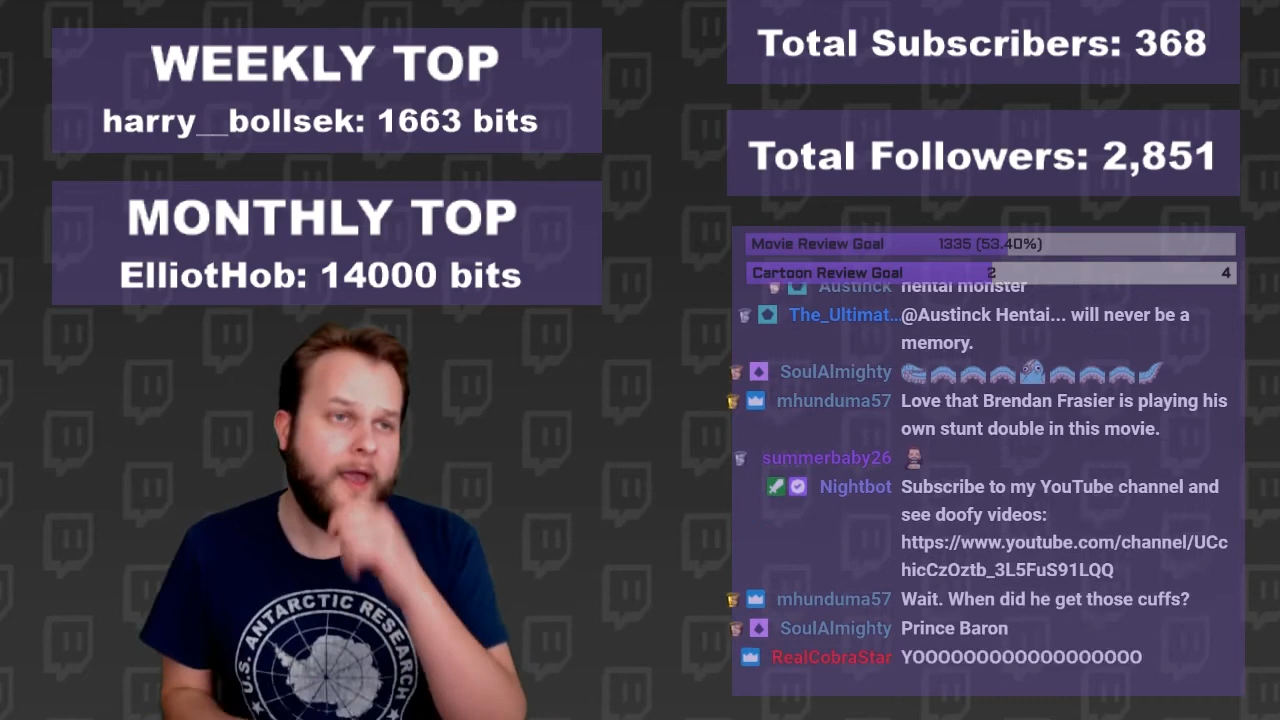 WEEKLY TOP
harry__bollsek: 1663 bits
MONTHLY TOP
ElliotHob: 14000 bits
Total Subscribers: 368
Total Followers: 2,851
Movie Review Goal 1335 (53.40%)
Cartoon Review Goal 2 4
Austinck hentai monster
The_Ultimat... @Austinck Hentai... will never be a
memory.
SoulAlmighty
mhunduma57 Love that Brendan Frasier is playing his
own stunt double in this movie.
summerbaby26
Nightbot Subscribe to my YouTube channel and
see doofy videos:
https://www.youtube.com/channel/UCc
hicCzOztb_3L5FuS91LQQ
mhunduma57 Wait. When did he get those cuffs?
SoulAlmighty Prince Baron
RealCobraStar YOOOOOOOOOOOOOOOOOO
U.S. ANTARCTIC RESEARCH